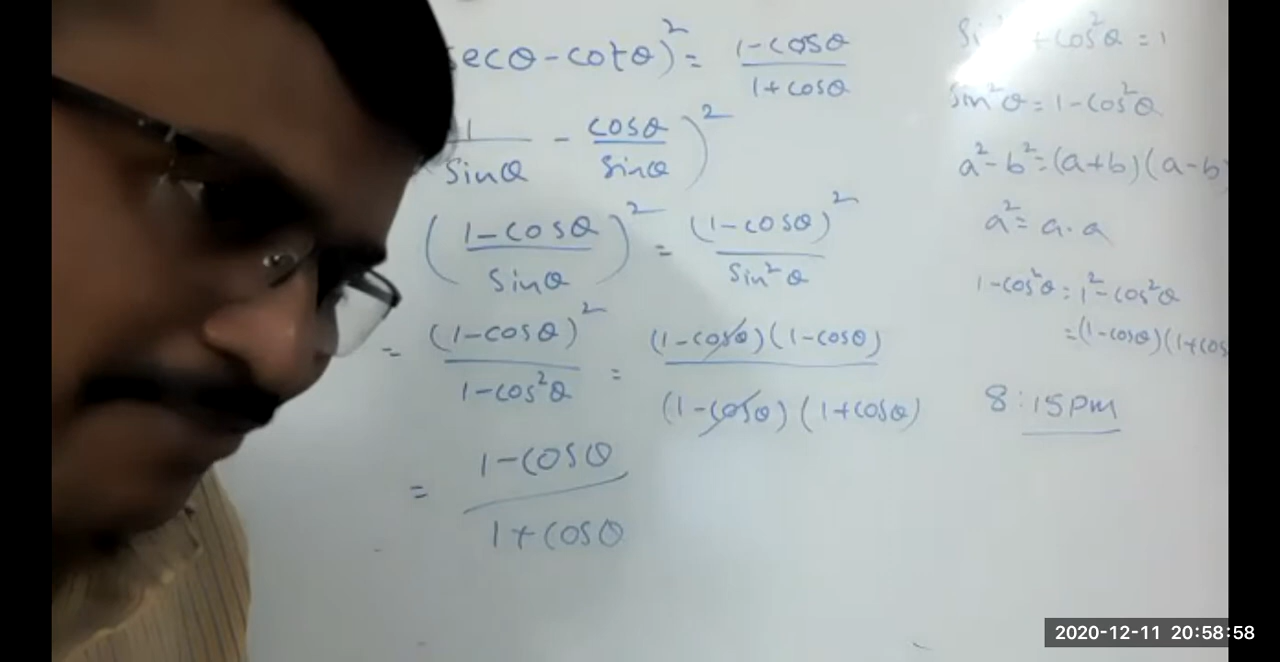 ecθ-cotθ)² = 1-cosθ / 1+cosθ
1 / Sinθ - cosθ / Sinθ )²
(1-cosθ / Sinθ)² = (1-cosθ)² / Sin²θ
= (1-cosθ)² / 1-cos²θ = (1-cosθ)(1-cosθ) / (1-cosθ)(1+cosθ)
= 1-cosθ / 1+cosθ
+cos²θ = 1
Sin²θ = 1-cos²θ
a²-b² = (a+b)(a-b
a² = a.a
1-cos²θ = 1²-cos²θ
=(1-cosθ)(1+cos
8:15pm
2020-12-11 20:58:58